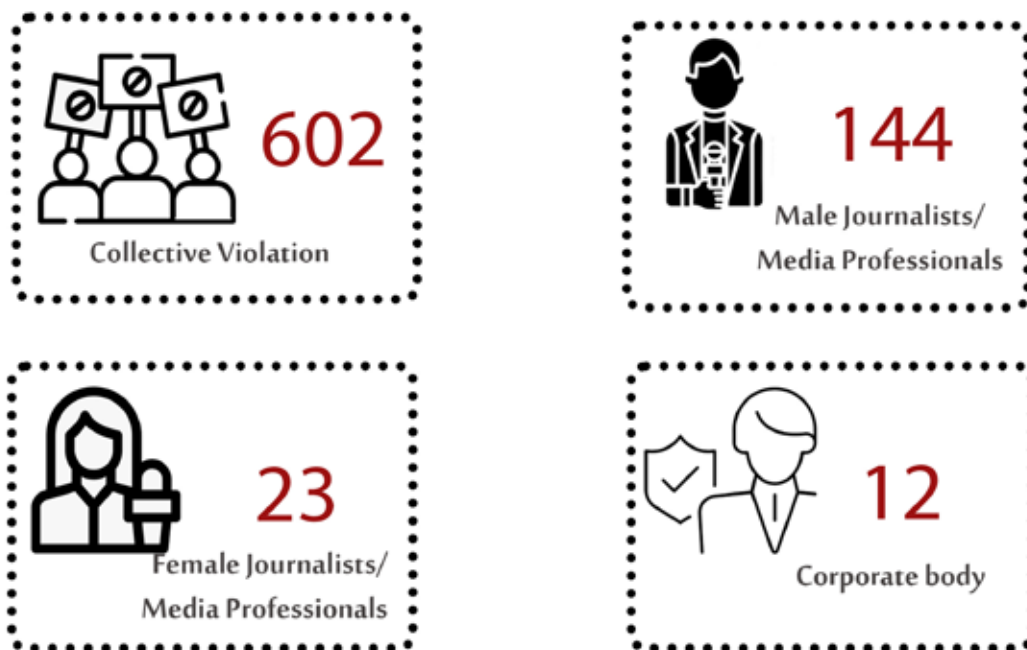 602
Collective Violation
144
Male Journalists/
Media Professionals
23
Female Journalists/
Media Professionals
12
Corporate body